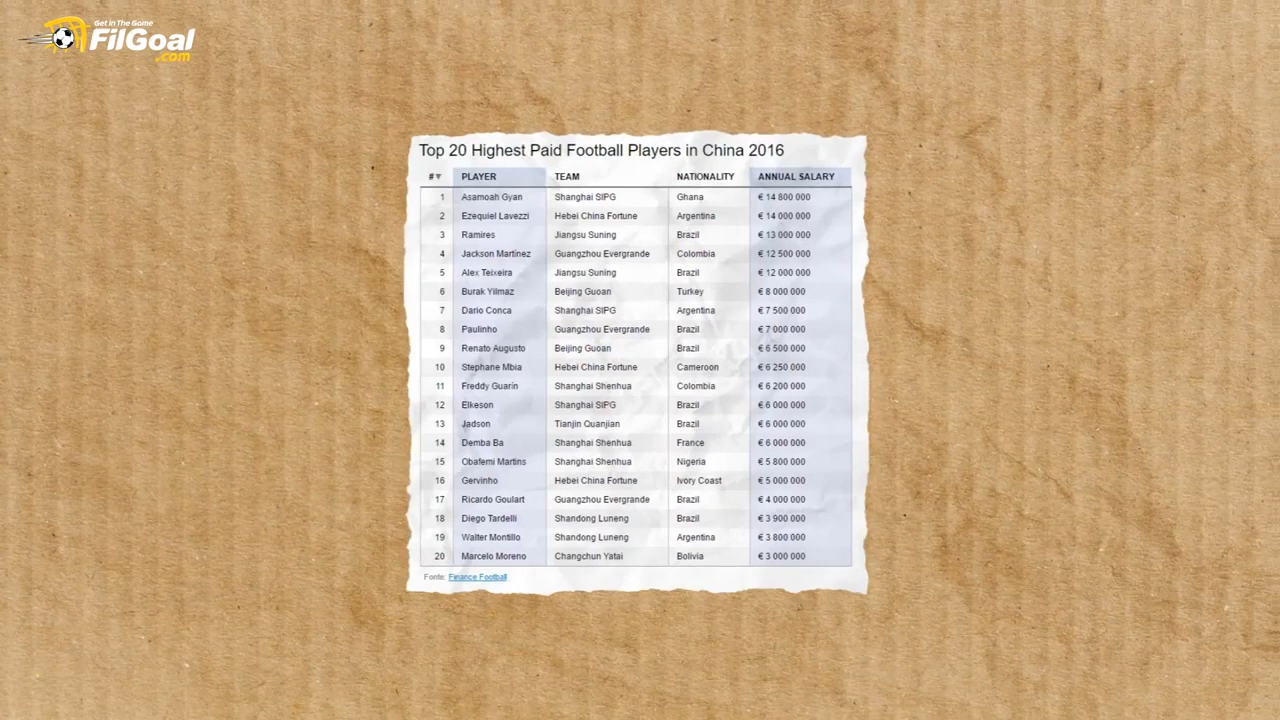 Get In The Game
FilGoal
.com
Top 20 Highest Paid Football Players in China 2016
# PLAYER TEAM NATIONALITY ANNUAL SALARY
1 Asamoah Gyan Shanghai SIPG Ghana € 14 800 000
2 Ezequiel Lavezzi Hebei China Fortune Argentina € 14 000 000
3 Ramires Jiangsu Suning Brazil € 13 000 000
4 Jackson Martinez Guangzhou Evergrande Colombia € 12 500 000
5 Alex Teixeira Jiangsu Suning Brazil € 12 000 000
6 Burak Yilmaz Beijing Guoan Turkey € 8 000 000
7 Dario Conca Shanghai SIPG Argentina € 7 500 000
8 Paulinho Guangzhou Evergrande Brazil € 7 000 000
9 Renato Augusto Beijing Guoan Brazil € 6 500 000
10 Stephane Mbia Hebei China Fortune Cameroon € 6 250 000
11 Freddy Guarin Shanghai Shenhua Colombia € 6 200 000
12 Elkeson Shanghai SIPG Brazil € 6 000 000
13 Jadson Tianjin Quanjian Brazil € 6 000 000
14 Demba Ba Shanghai Shenhua France € 6 000 000
15 Obafemi Martins Shanghai Shenhua Nigeria € 5 800 000
16 Gervinho Hebei China Fortune Ivory Coast € 5 000 000
17 Ricardo Goulart Guangzhou Evergrande Brazil € 4 000 000
18 Diego Tardelli Shandong Luneng Brazil € 3 900 000
19 Walter Montillo Shandong Luneng Argentina € 3 800 000
20 Marcelo Moreno Changchun Yatai Bolivia € 3 000 000
Fonte: Finance Football